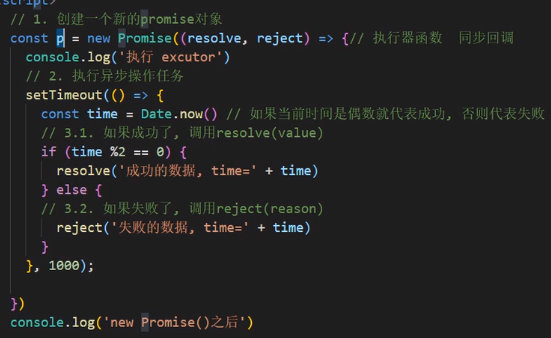 script>
// 1. 创建一个新的promise对象
const p = new Promise((resolve, reject) => {// 执行器函数  同步回调
  console.log('执行 excutor')
  // 2. 执行异步操作任务
  setTimeout(() => {
    const time = Date.now() // 如果当前时间是偶数就代表成功, 否则代表失败
    // 3.1. 如果成功了, 调用resolve(value)
    if (time %2 == 0) {
      resolve('成功的数据, time=' + time)
    } else {
    // 3.2. 如果失败了, 调用reject(reason)
      reject('失败的数据, time=' + time)
    }
  }, 1000);
})
console.log('new Promise()之后')